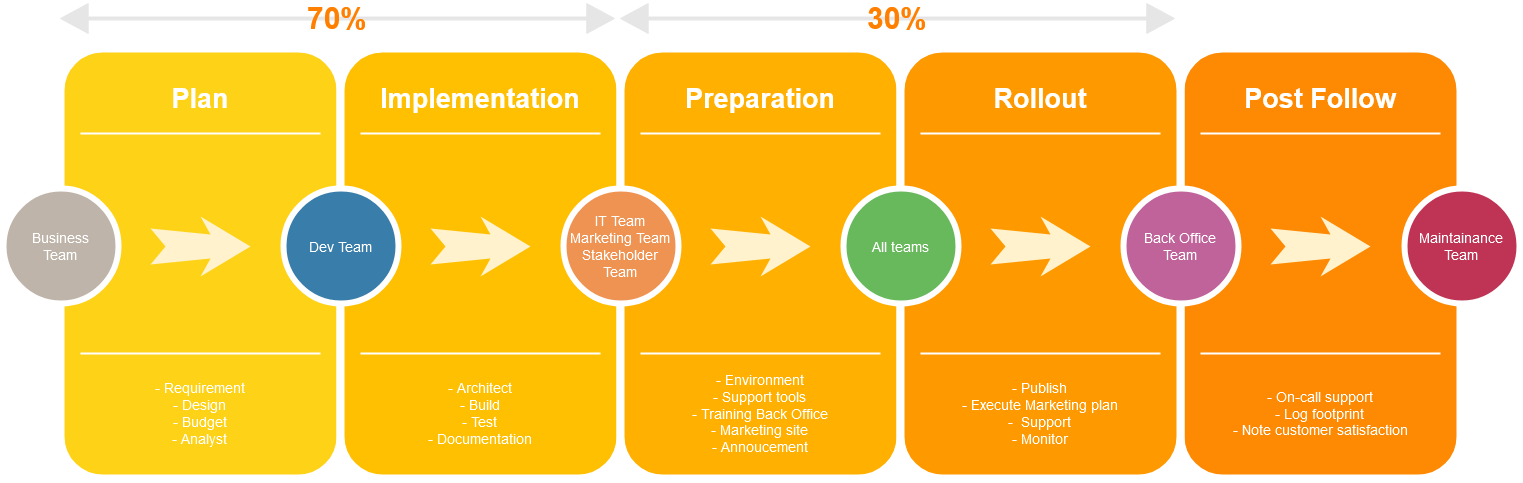 70%
30%
Plan
Implementation
Preparation
Rollout
Post Follow
Business
Team
Dev Team
IT Team
Marketing Team
Stakeholder
Team
All teams
Back Office
Team
Maintainance
Team
- Requirement
- Design
- Budget
- Analyst
- Architect
- Build
- Test
- Documentation
- Environment
- Support tools
- Training Back Office
- Marketing site
- Annoucement
- Publish
- Execute Marketing plan
- Support
- Monitor
- On-call support
- Log footprint
- Note customer satisfaction